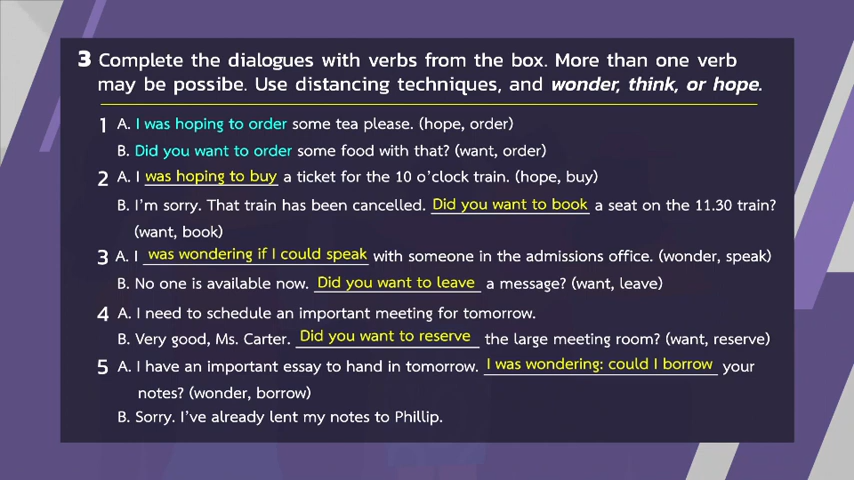 3 Complete the dialogues with verbs from the box. More than one verb
may be possibe. Use distancing techniques, and wonder, think, or hope.
1 A. I was hoping to order some tea please. (hope, order)
B. Did you want to order some food with that? (want, order)
2 A. I was hoping to buy a ticket for the 10 o'clock train. (hope, buy)
B. I'm sorry. That train has been cancelled. Did you want to book a seat on the 11.30 train?
(want, book)
3 A. I was wondering if I could speak with someone in the admissions office. (wonder, speak)
B. No one is available now. Did you want to leave a message? (want, leave)
4 A. I need to schedule an important meeting for tomorrow.
B. Very good, Ms. Carter. Did you want to reserve the large meeting room? (want, reserve)
5 A. I have an important essay to hand in tomorrow. I was wondering: could I borrow your
notes? (wonder, borrow)
B. Sorry. I've already lent my notes to Phillip.